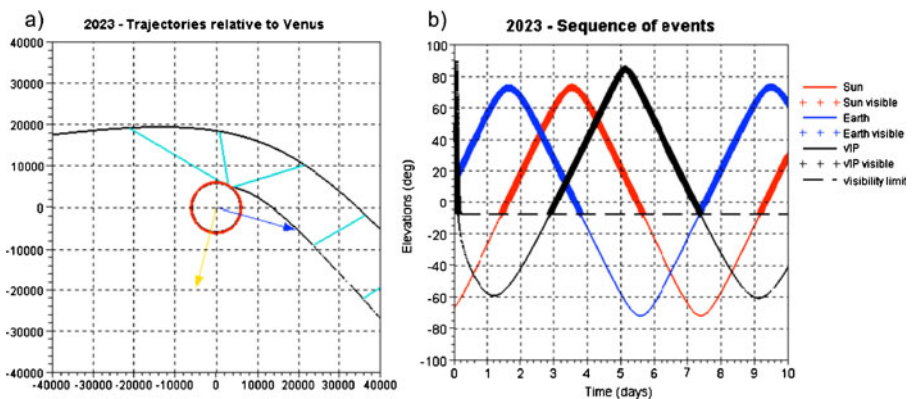 a)
2023 - Trajectories relative to Venus
40000
30000
20000
10000
0
-10000
-20000
-30000
-40000
-40000 -30000 -20000 -10000 0 10000 20000 30000 40000
b)
2023 - Sequence of events
Elevations (deg)
100
80
60
40
20
0
-20
-40
-60
-80
-100
0 1 2 3 4 5 6 7 8 9 10
Time (days)
Sun
Sun visible
Earth
Earth visible
vIP
vIP visible
Visibility limit